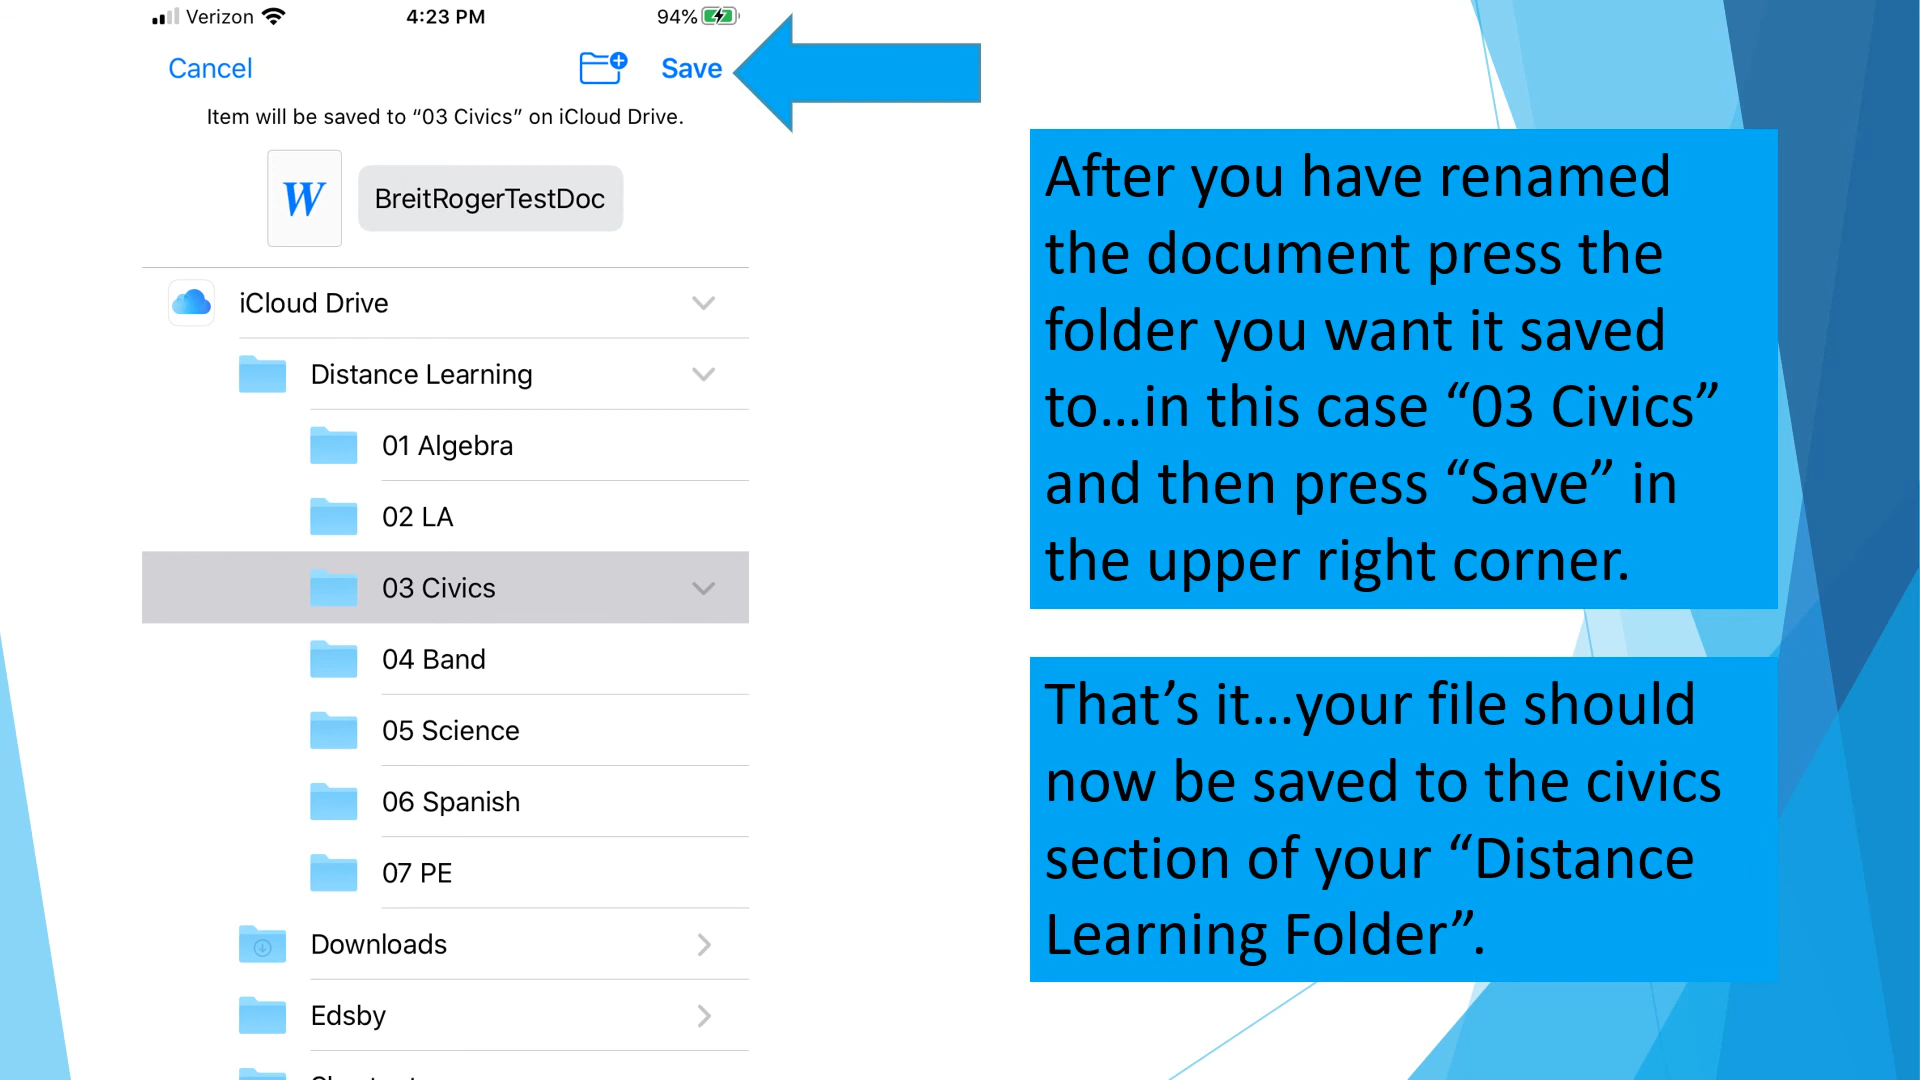 Verizon 4:23 PM 94%
Cancel Save
Item will be saved to “03 Civics” on iCloud Drive.
W BreitRogerTestDoc
iCloud Drive
Distance Learning
01 Algebra
02 LA
03 Civics
04 Band
05 Science
06 Spanish
07 PE
Downloads
Edsby
After you have renamed
the document press the
folder you want it saved
to…in this case “03 Civics”
and then press “Save” in
the upper right corner.
That’s it…your file should
now be saved to the civics
section of your “Distance
Learning Folder”.